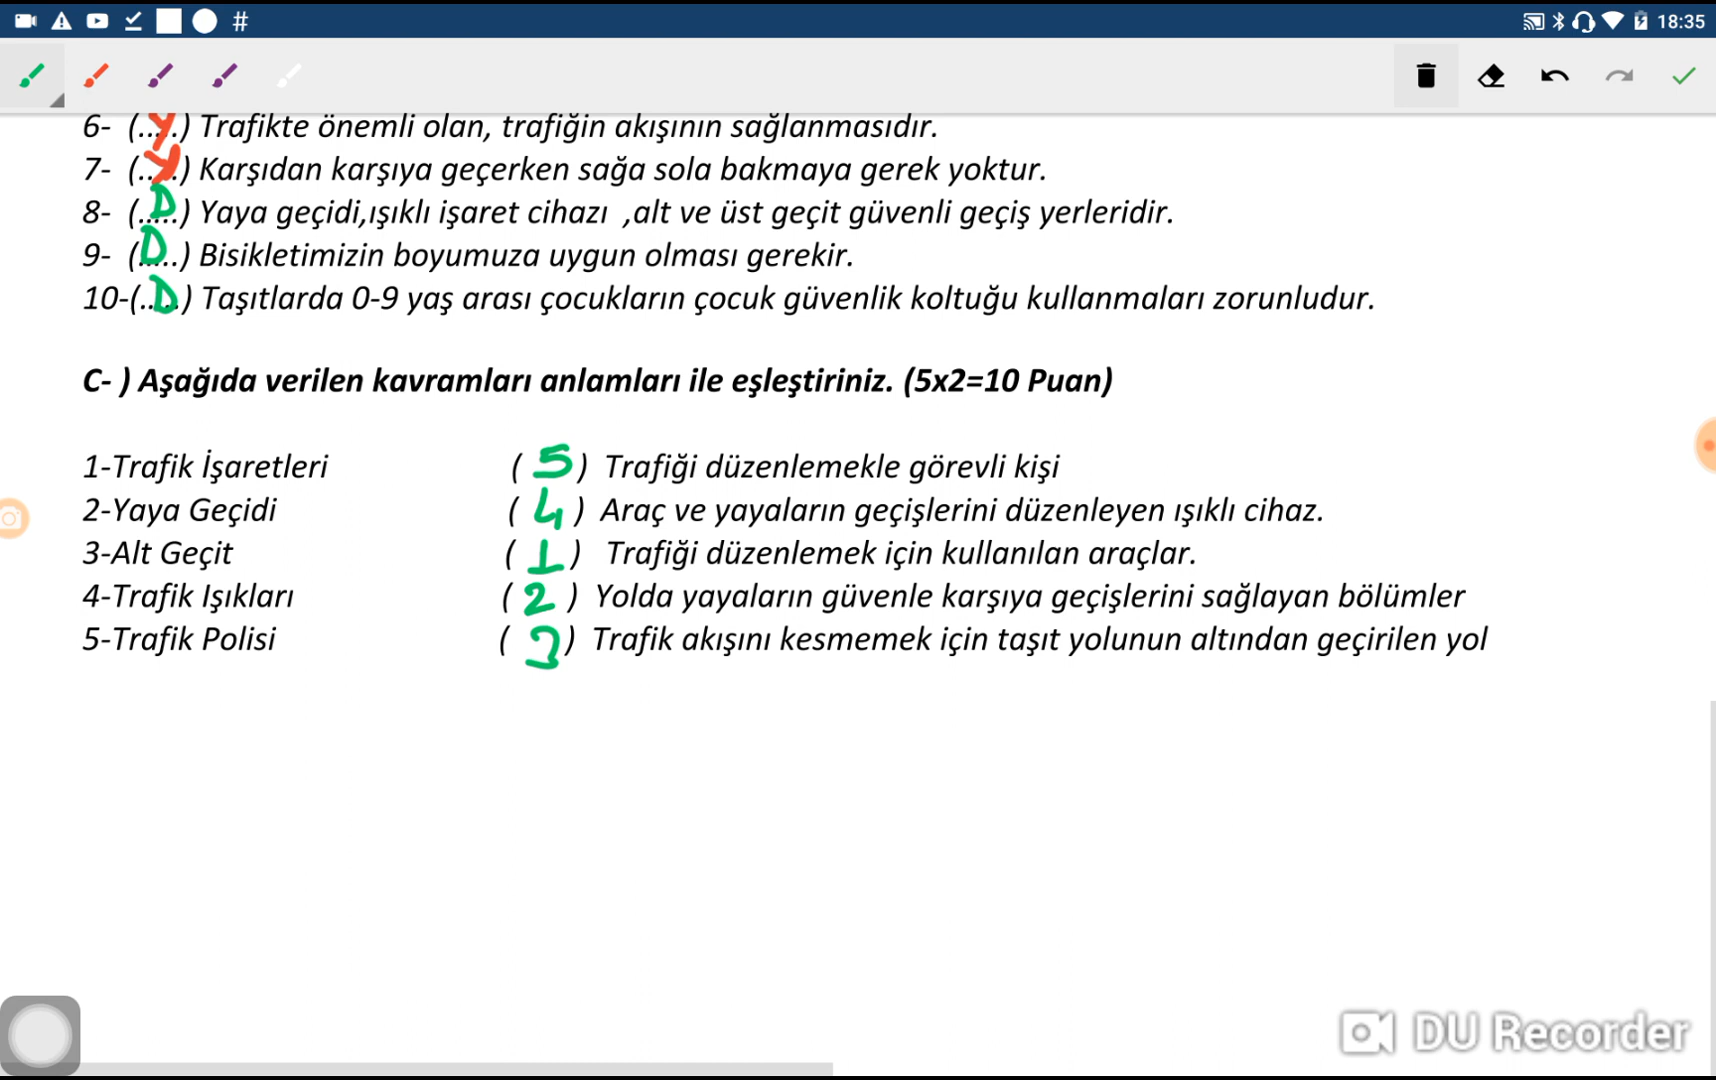 # 18:35
6- (..Y..) Trafikte önemli olan, trafiğin akışının sağlanmasıdır.
7- (..Y..) Karşıdan karşıya geçerken sağa sola bakmaya gerek yoktur.
8- (..D..) Yaya geçidi,ışıklı işaret cihazı ,alt ve üst geçit güvenli geçiş yerleridir.
9- (.D...) Bisikletimizin boyumuza uygun olması gerekir.
10-(..D..) Taşıtlarda 0-9 yaş arası çocukların çocuk güvenlik koltuğu kullanmaları zorunludur.
C- ) Aşağıda verilen kavramları anlamları ile eşleştiriniz. (5x2=10 Puan)
1-Trafik İşaretleri ( 5 ) Trafiği düzenlemekle görevli kişi
2-Yaya Geçidi ( 4 ) Araç ve yayaların geçişlerini düzenleyen ışıklı cihaz.
3-Alt Geçit ( 1 ) Trafiği düzenlemek için kullanılan araçlar.
4-Trafik Işıkları ( 2 ) Yolda yayaların güvenle karşıya geçişlerini sağlayan bölümler
5-Trafik Polisi ( 3 ) Trafik akışını kesmemek için taşıt yolunun altından geçirilen yol
DU Recorder